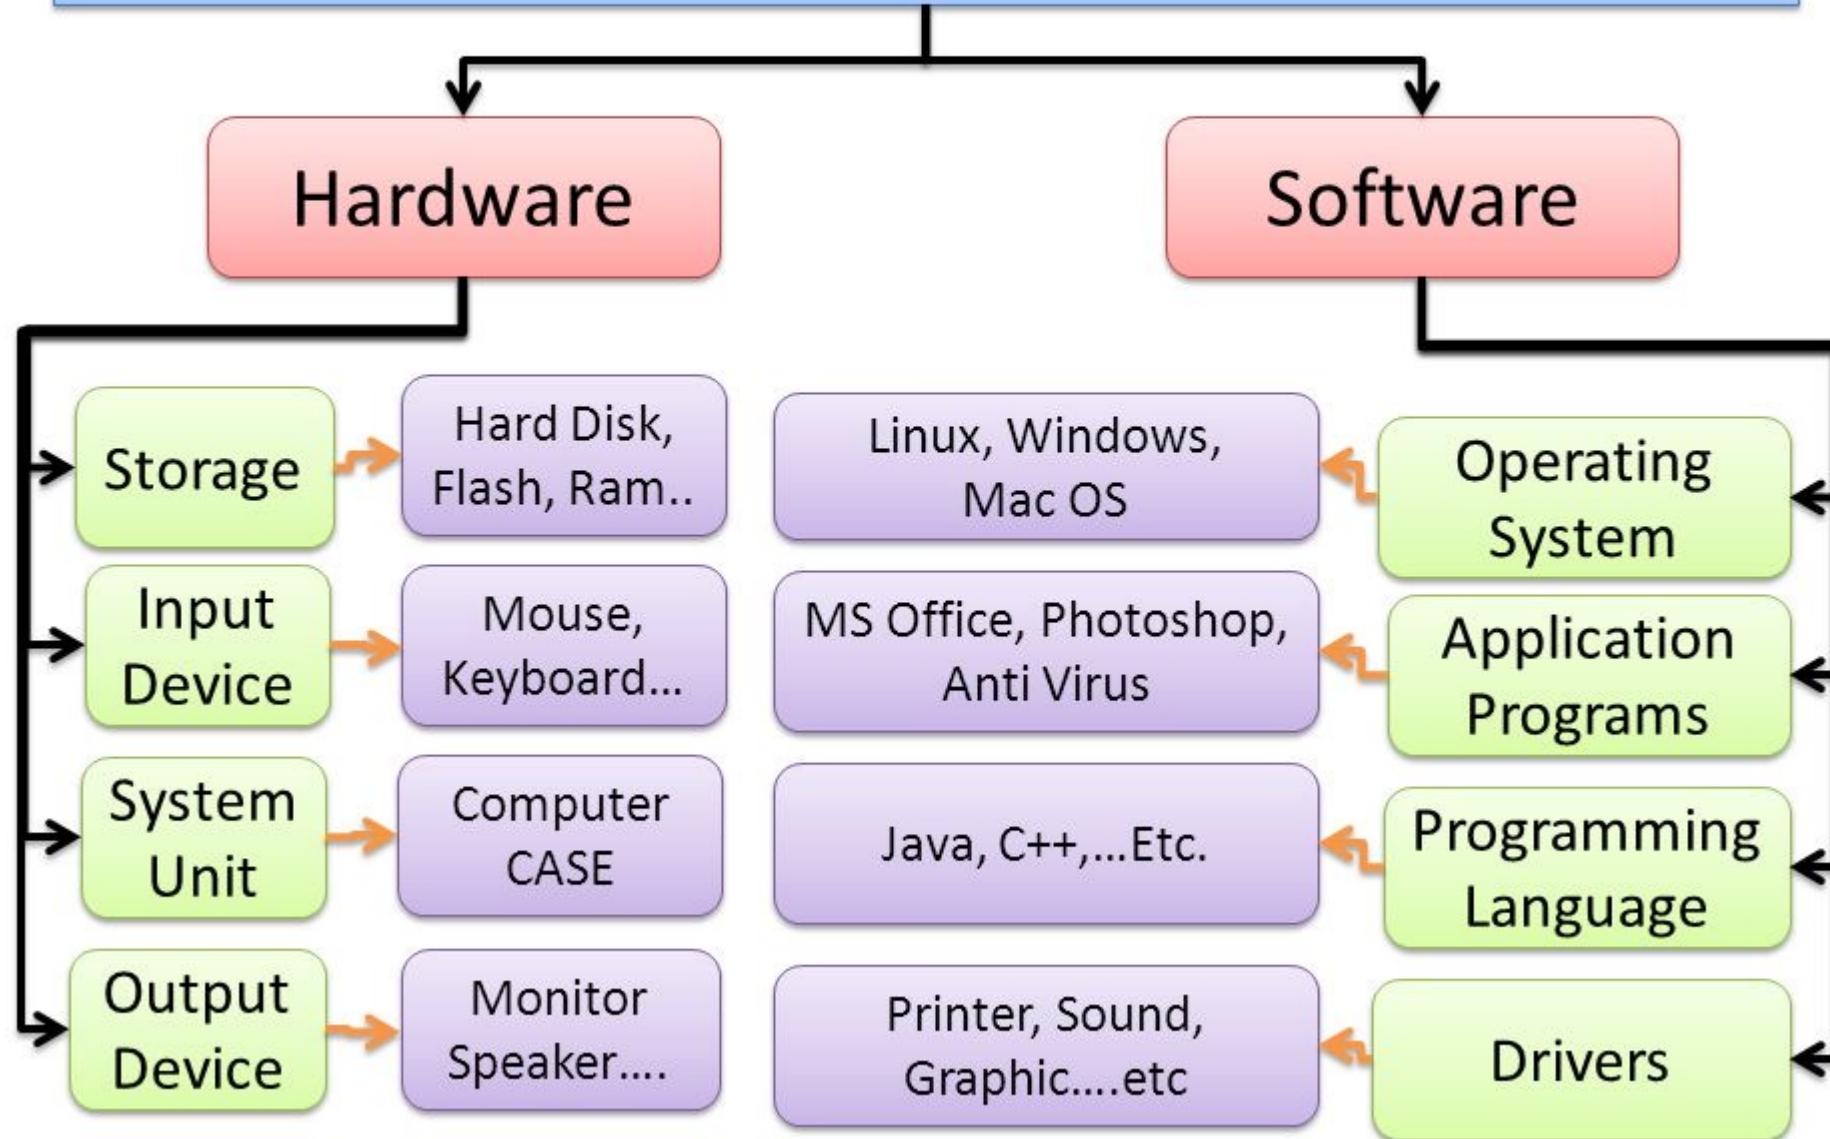 Hardware
Software
Storage
Hard Disk,
Flash, Ram..
Input
Device
Mouse,
Keyboard...
System
Unit
Computer
CASE
Output
Device
Monitor
Speaker....
Linux, Windows,
Mac OS
Operating
System
MS Office, Photoshop,
Anti Virus
Application
Programs
Java, C++,...Etc.
Programming
Language
Printer, Sound,
Graphic....etc
Drivers